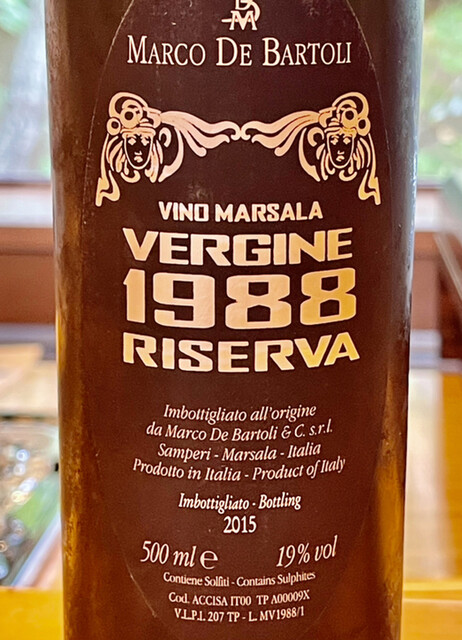 DB
M
MARCO DE BARTOLI
VINO MARSALA
VERGINE
1988
RISERVA
Imbottigliato all'origine
da Marco De Bartoli & C. s.r.l.
Samperi - Marsala - Italia
Prodotto in Italia - Product of Italy
Imbottigliato - Bottling
2015
500 ml e 19% vol
Contiene Solfiti - Contains Sulphites
Cod. ACCISA IT00 TP A00009X
V.I.P.I. 207 TP - L. MV1988/1